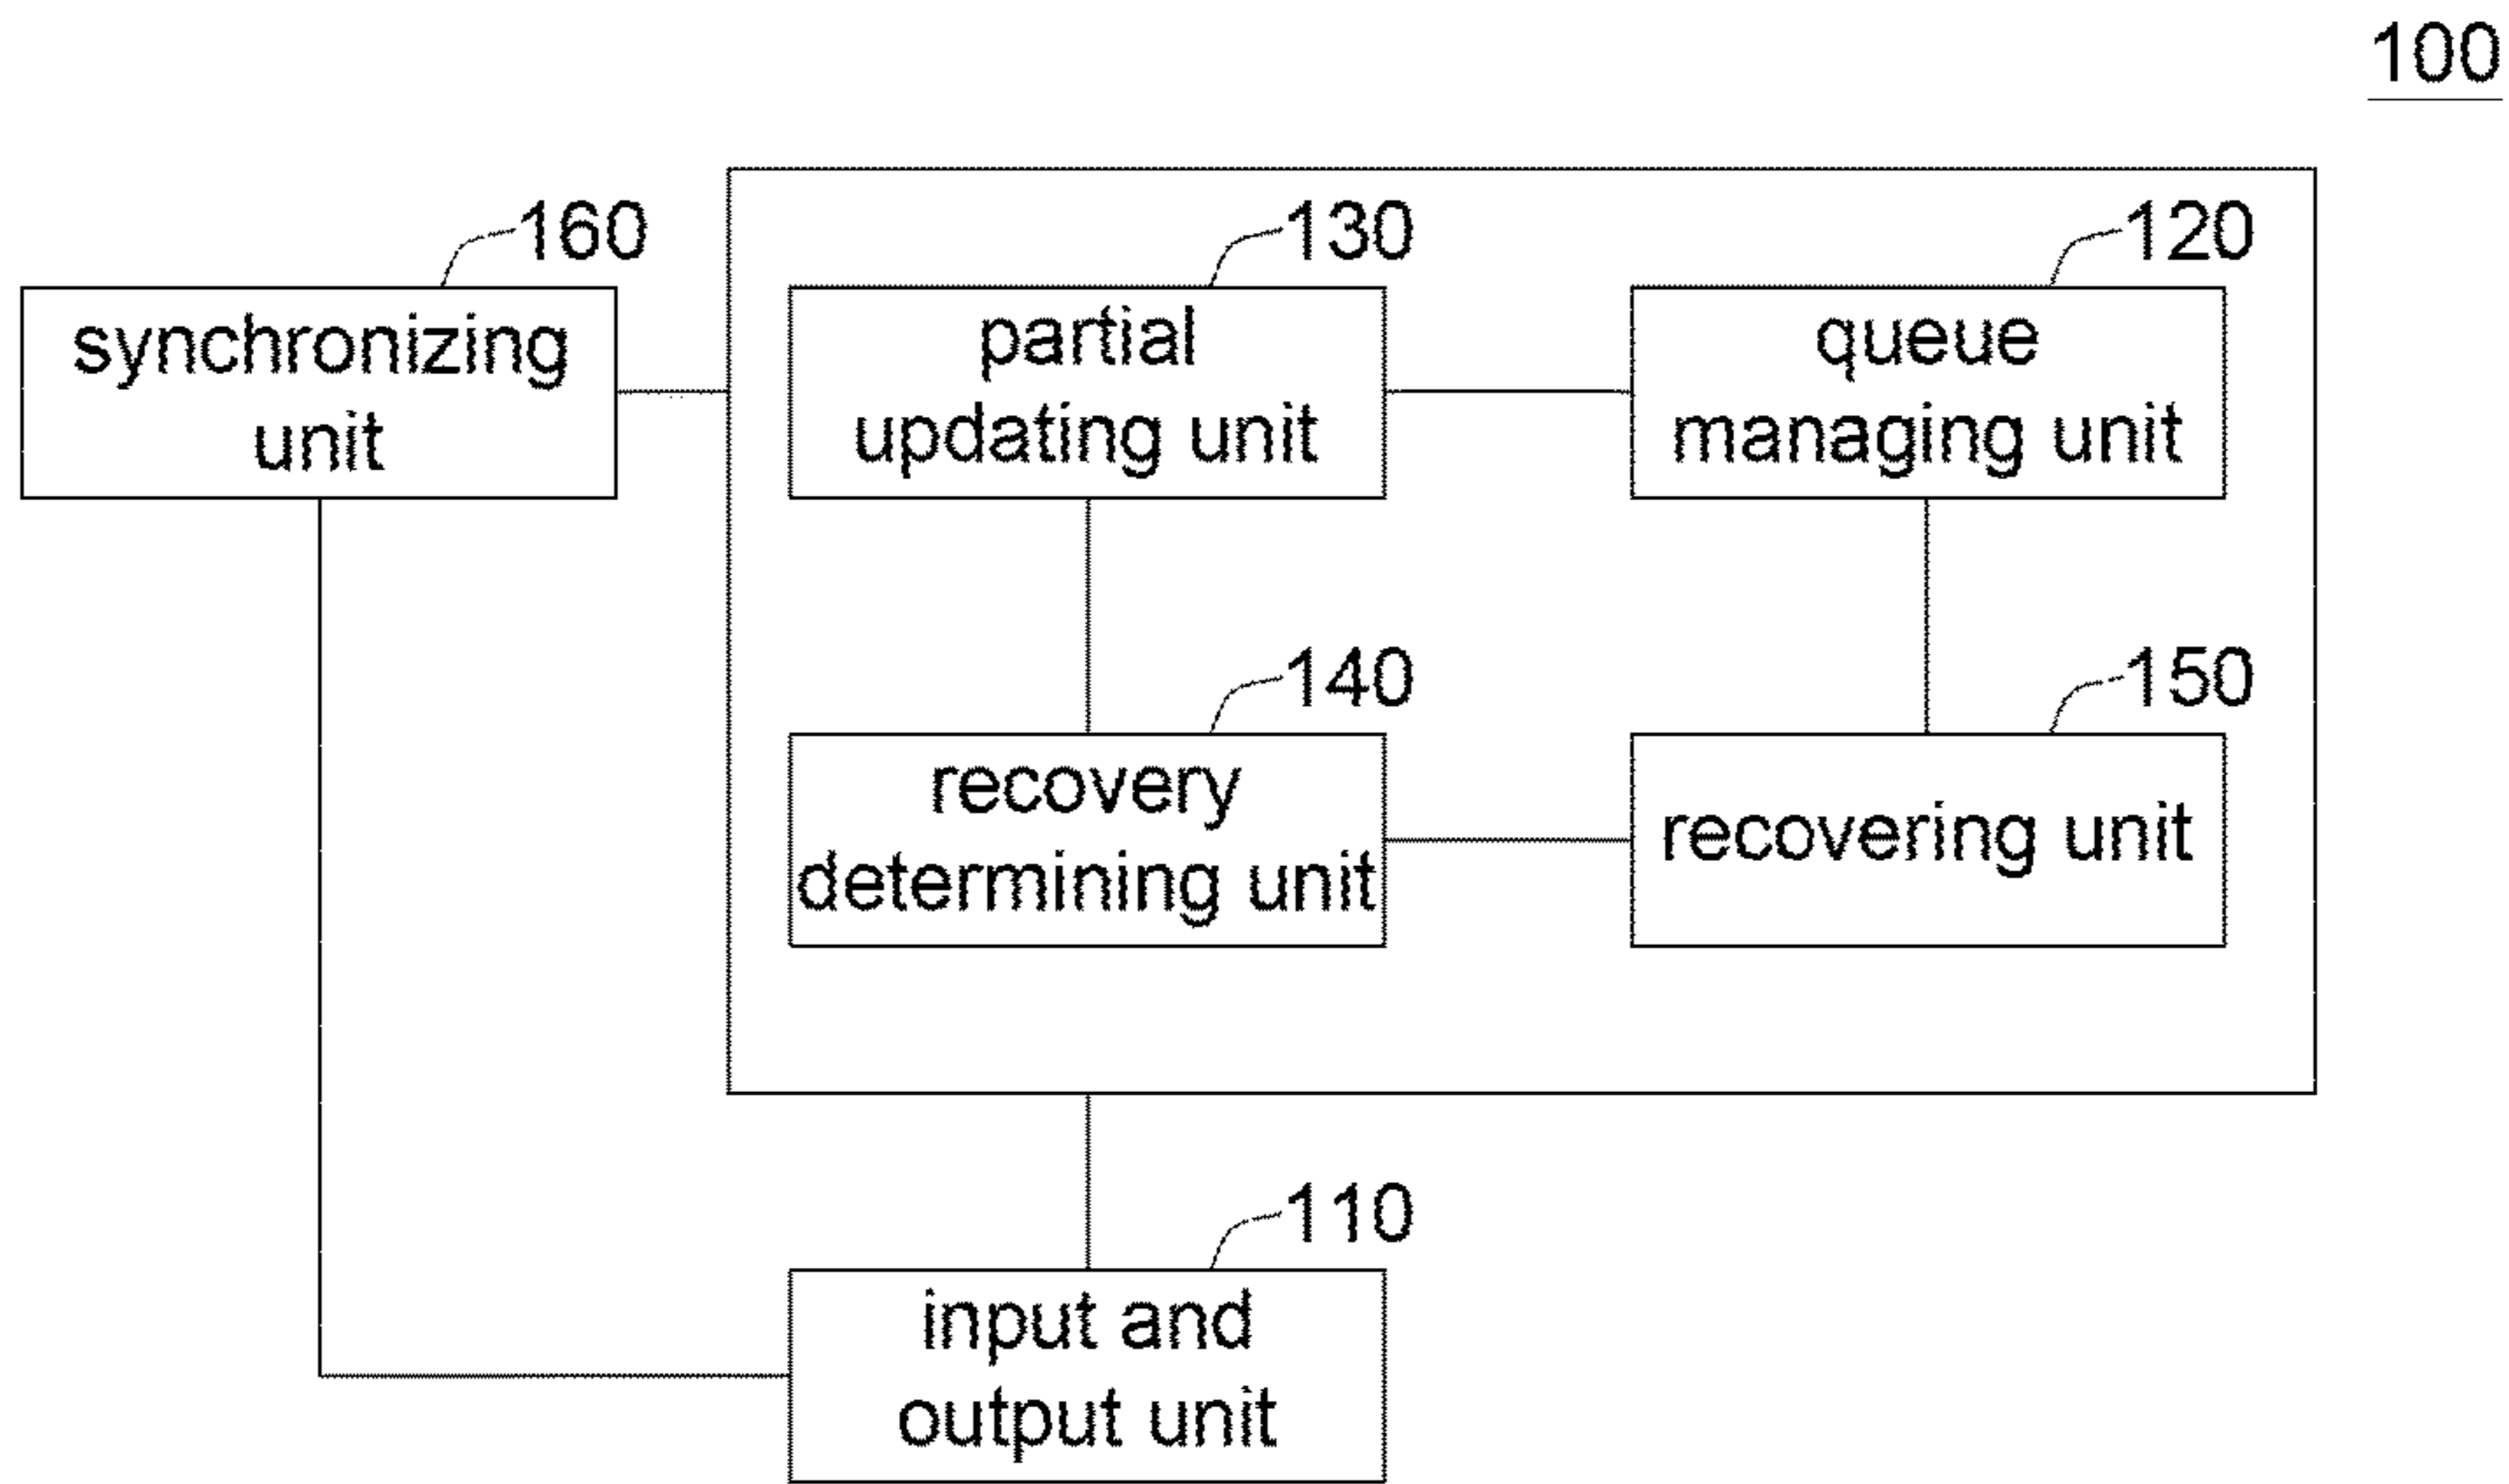 100
160
130
120
synchronizing
unit
partial
updating unit
queue
managing unit
140
150
recovery
determining unit
recovering unit
110
input and
output unit